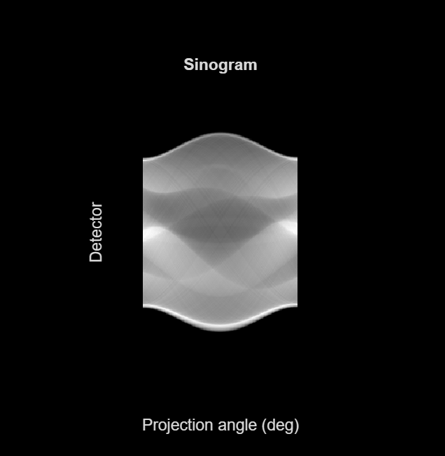 Sinogram
Detector
Projection angle (deg)